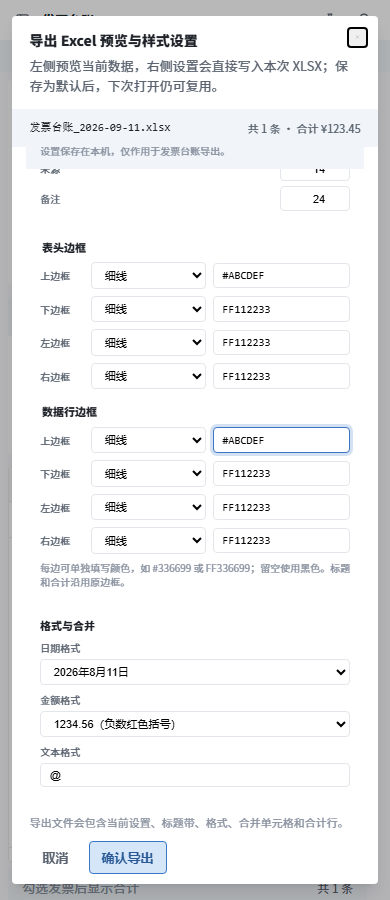 导出 Excel 预览与样式设置
左侧预览当前数据，右侧设置会直接写入本次 XLSX；保
存为默认后，下次打开仍可复用。
发票台账_2026-09-11.xlsx 共 1 条 · 合计 ¥123.45
设置保存在本机，仅作用于发票台账导出。
来源 14
备注 24
表头边框
上边框 细线 #ABCDEF
下边框 细线 FF112233
左边框 细线 FF112233
右边框 细线 FF112233
数据行边框
上边框 细线 #ABCDEF
下边框 细线 FF112233
左边框 细线 FF112233
右边框 细线 FF112233
每边可单独填写颜色，如 #336699 或 FF336699；留空使用黑色。标题
和合计沿用原边框。
格式与合并
日期格式
2026年8月11日
金额格式
1234.56（负数红色括号）
文本格式
@
导出文件会包含当前设置、标题带、格式、合并单元格和合计行。
取消 确认导出
勾选发票后显示合计 共 1 条